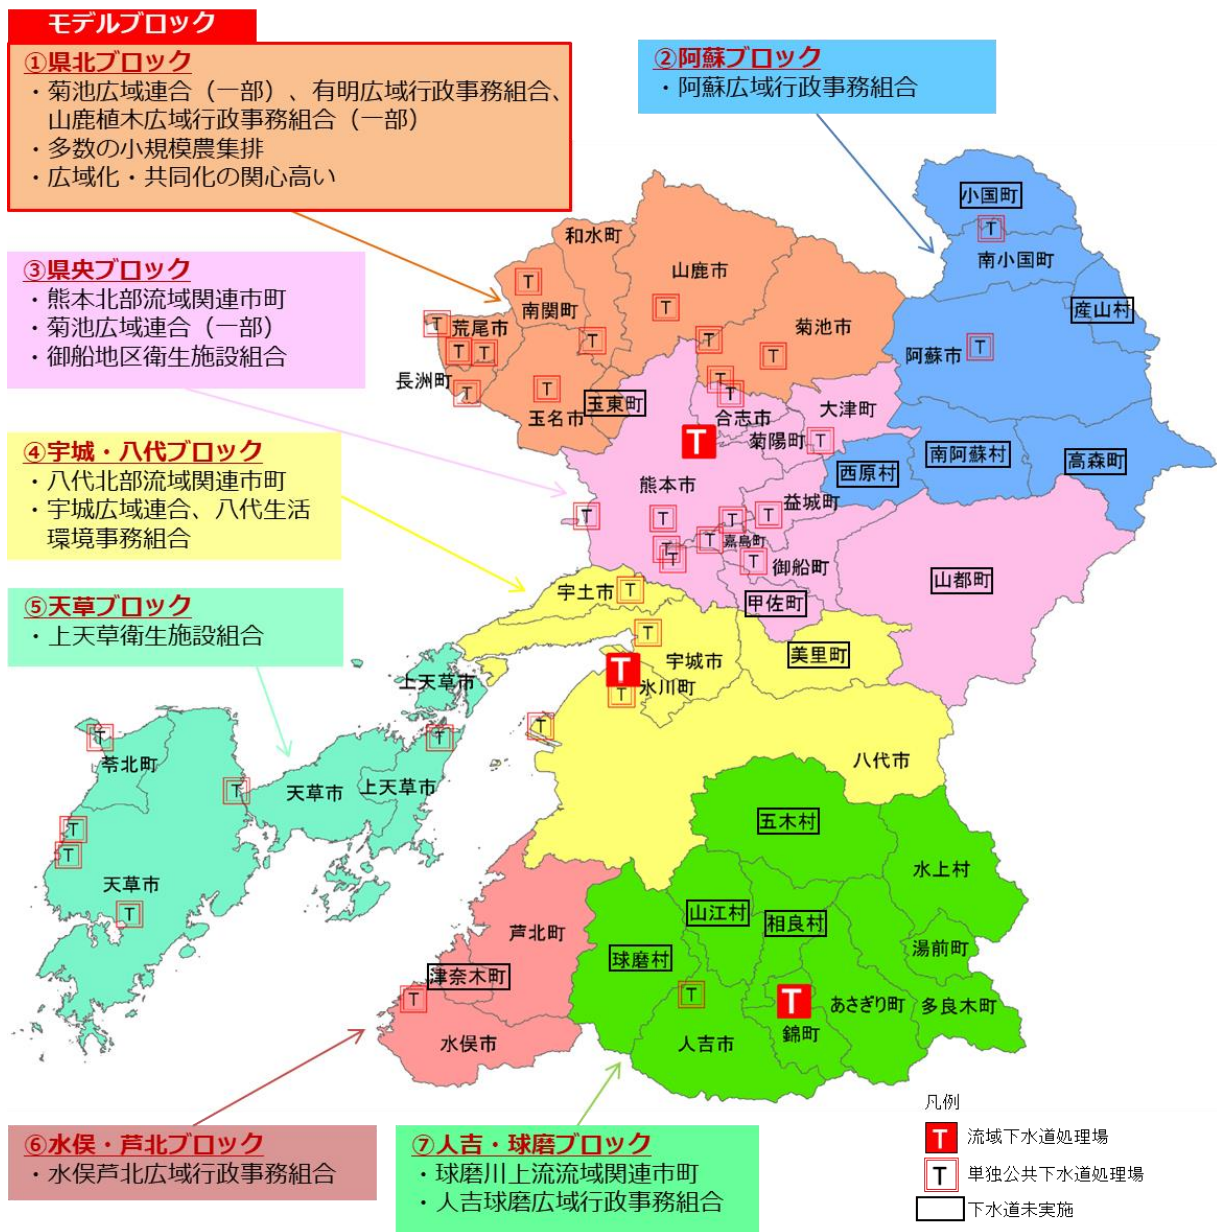 モデルブロック
①県北ブロック
・菊池広域連合（一部）、有明広域行政事務組合、
山鹿植木広域行政事務組合（一部）
・多数の小規模農集排
・広域化・共同化の関心高い
②阿蘇ブロック
・阿蘇広域行政事務組合
③県央ブロック
・熊本北部流域関連市町
・菊池広域連合（一部）
・御船地区衛生施設組合
④宇城・八代ブロック
・八代北部流域関連市町
・宇城広域連合、八代生活
環境事務組合
⑤天草ブロック
・上天草衛生施設組合
⑥水俣・芦北ブロック
・水俣芦北広域行政事務組合
⑦人吉・球磨ブロック
・球磨川上流流域関連市町
・人吉球磨広域行政事務組合
小国町
T
南小国町
産山村
阿蘇市
T
南阿蘇村
高森町
西原村
和水町
山鹿市
T
T
南関町
T
荒尾市
T
T
T
T
T
菊池市
T
長洲町
T
玉名市
T
玉東町
T
T
合志市
大津町
菊陽町
T
T
熊本市
T
T
T
T
益城町
T
T
T
嘉島町
T
御船町
甲佐町
山都町
宇土市
T
T
宇城市
美里町
T
氷川町
T
T
八代市
上天草市
T
T
苓北町
T
天草市
上天草市
T
T
天草市
T
五木村
水上村
山江村
相良村
湯前町
球磨村
T
T
あさぎり町
多良木町
錦町
人吉市
芦北町
津奈木町
T
水俣市
凡例
T 流域下水道処理場
T 単独公共下水道処理場
下水道未実施